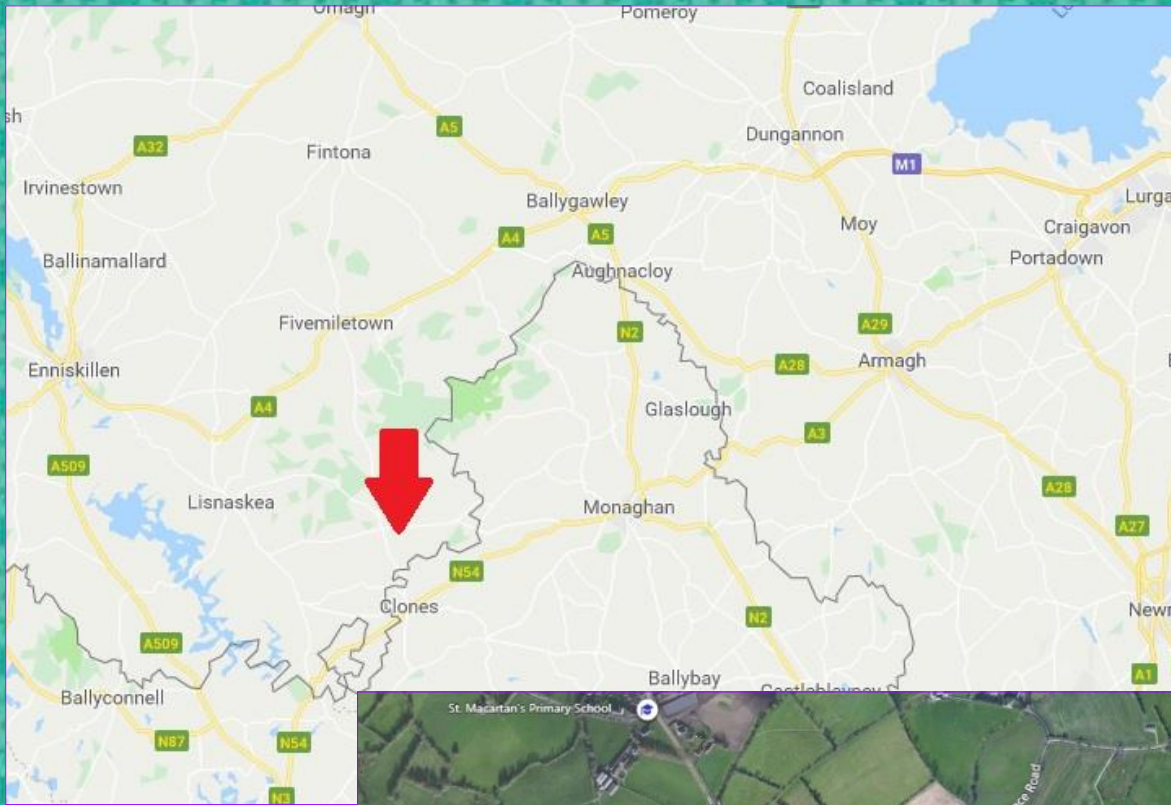 Omagh
Pomeroy
Coalisland
Dungannon
A5
A32
Fintona
M1
Irvinestown
Ballygawley
Moy
Craigavon
A4
A5
Ballinamallard
Portadown
Aughnacloy
Fivemiletown
N2
A29
Enniskillen
A28
Armagh
A4
Glaslough
A3
A509
A28
Lisnaskea
Monaghan
A27
N54
Clones
N2
A509
Ballybay
A1
Ballyconnell
Castleblayney
St. Macartan's Primary School
N87
N54
N3